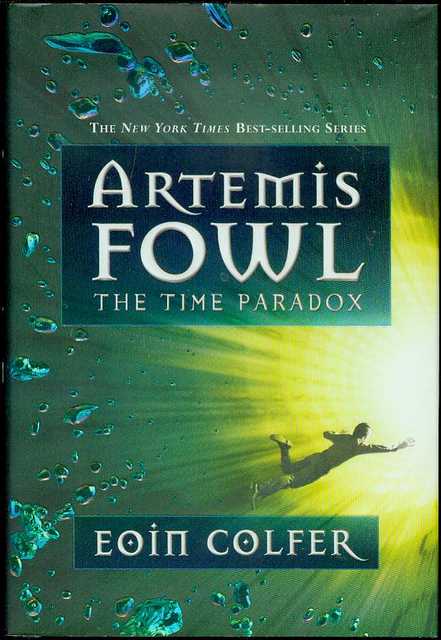 THE NEW YORK TIMES BEST-SELLING SERIES
ARTEMIS
FOWL
THE TIME PARADOX
EOIN COLFER